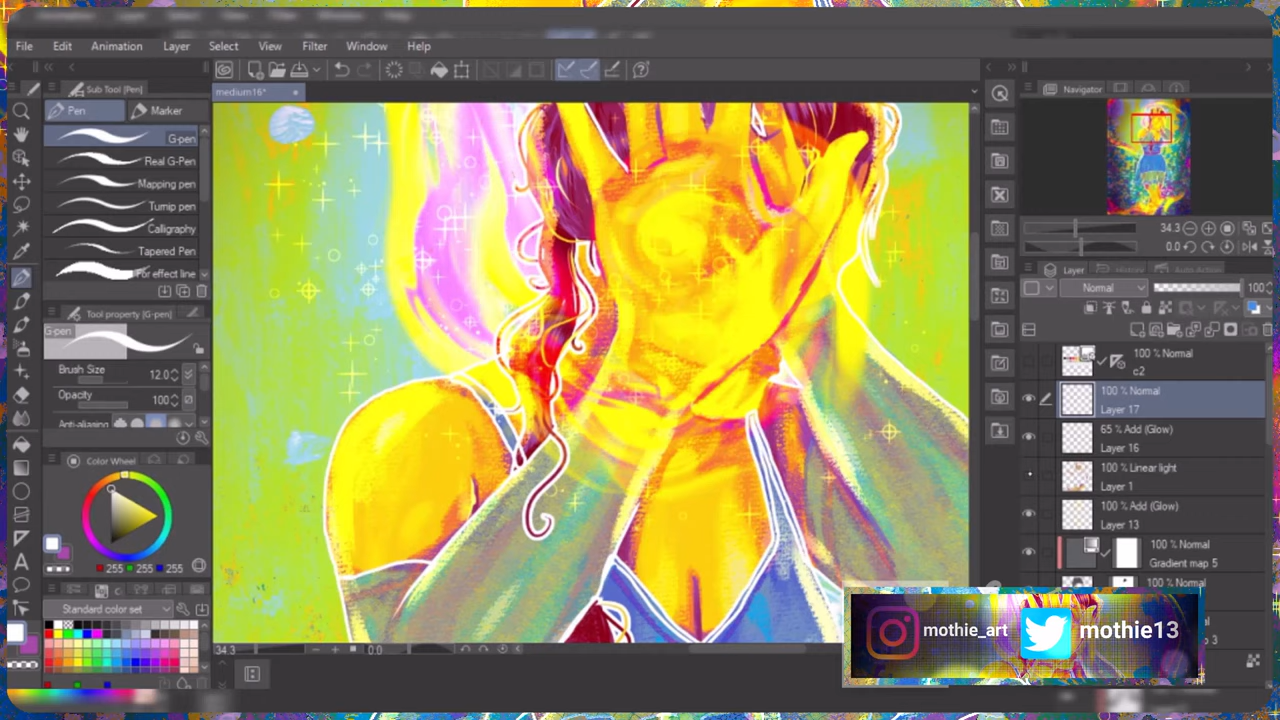 File Edit Animation Layer Select View Filter Window Help
Sub Tool [Pen]
medium16*
Navigator
Pen
Marker
G-pen
Real G-Pen
Mapping pen
Turnip pen
Calligraphy
Tapered Pen
For effect line
Tool property [G-pen]
G-pen
Brush Size 12.0
Opacity 100
Anti-aliasing
Color Wheel
255 255 255
Standard color set
34.3 0.0
34.3
0.0
Layer History Auto Action
Normal 100
100 % Normal
c2
100 % Normal
Layer 17
65 % Add (Glow)
Layer 16
100 % Linear light
Layer 1
100 % Add (Glow)
Layer 13
100 % Normal
Gradient map 5
100 % Normal
mothie_art mothie13